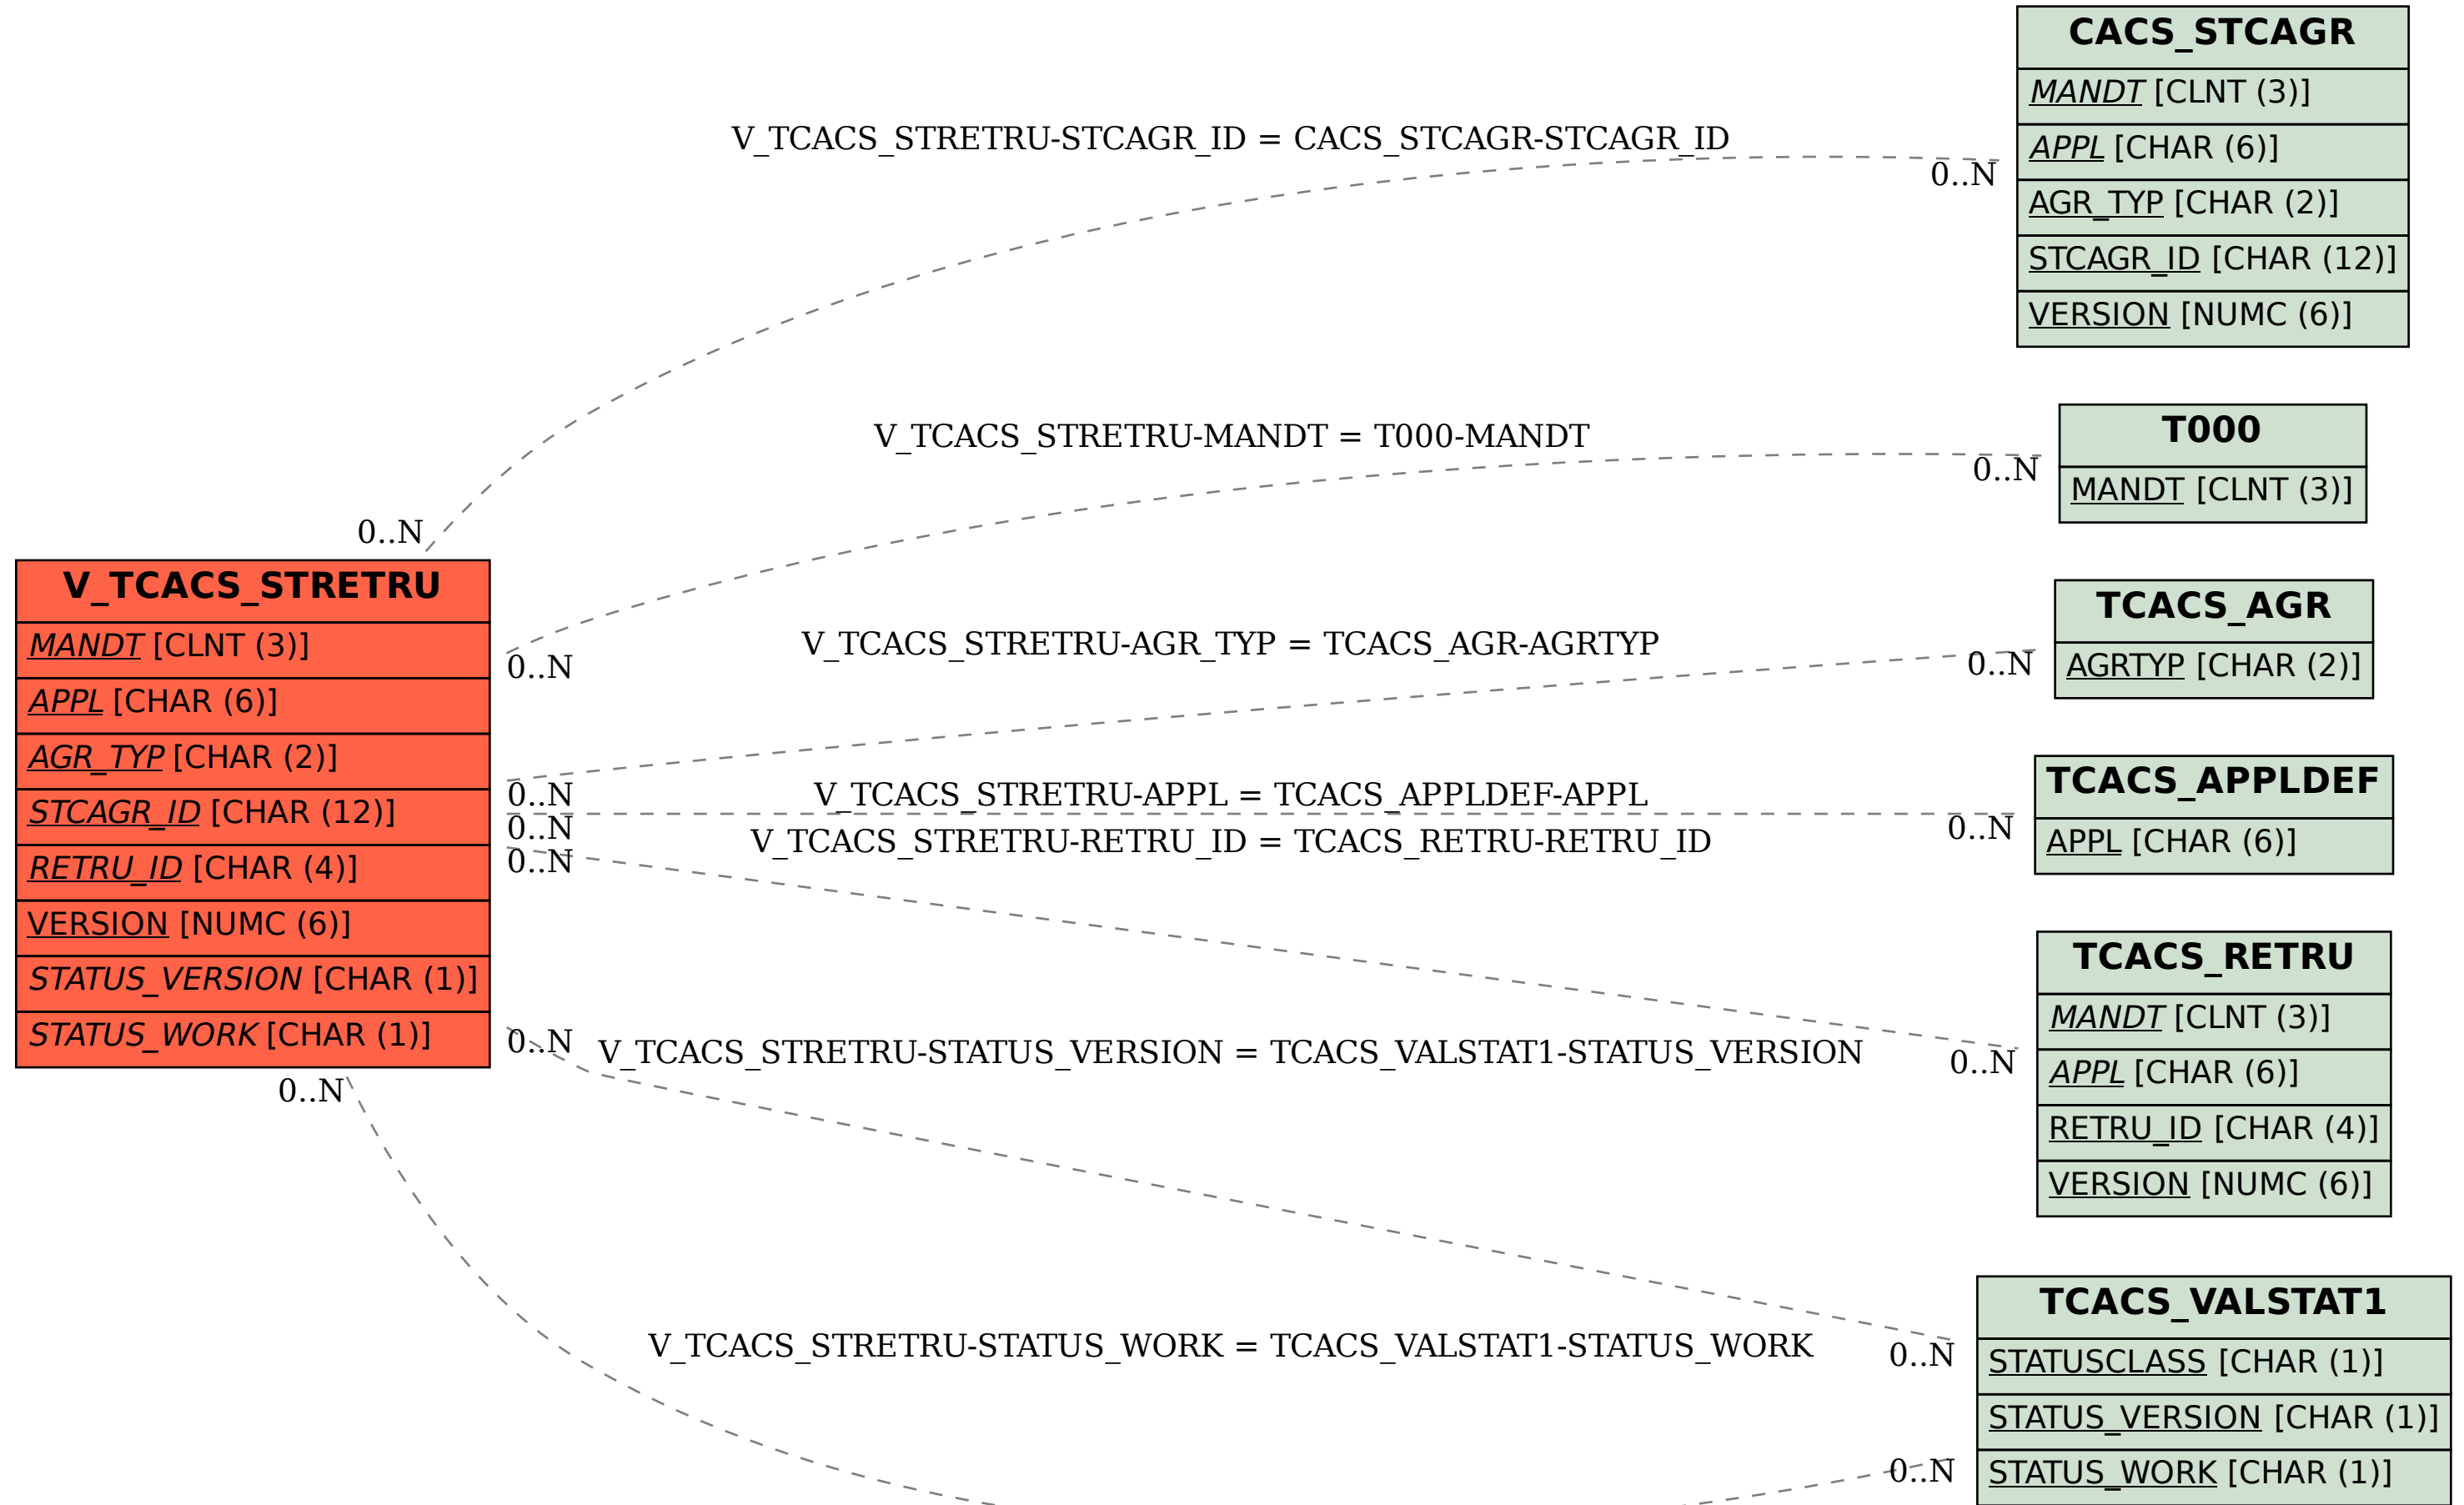 CACS_STCAGR
MANDT [CLNT (3)]
APPL [CHAR (6)]
AGR_TYP [CHAR (2)]
STCAGR_ID [CHAR (12)]
VERSION [NUMC (6)]
V_TCACS_STRETRU-STCAGR_ID = CACS_STCAGR-STCAGR_ID
0..N
0..N
V_TCACS_STRETRU-MANDT = T000-MANDT
0..N
0..N
T000
MANDT [CLNT (3)]
V_TCACS_STRETRU
MANDT [CLNT (3)]
APPL [CHAR (6)]
AGR_TYP [CHAR (2)]
STCAGR_ID [CHAR (12)]
RETRU_ID [CHAR (4)]
VERSION [NUMC (6)]
STATUS_VERSION [CHAR (1)]
STATUS_WORK [CHAR (1)]
V_TCACS_STRETRU-AGR_TYP = TCACS_AGR-AGRTYP
0..N
0..N
TCACS_AGR
AGRTYP [CHAR (2)]
V_TCACS_STRETRU-APPL = TCACS_APPLDEF-APPL
0..N
0..N
TCACS_APPLDEF
APPL [CHAR (6)]
V_TCACS_STRETRU-RETRU_ID = TCACS_RETRU-RETRU_ID
0..N
0..N
TCACS_RETRU
MANDT [CLNT (3)]
APPL [CHAR (6)]
RETRU_ID [CHAR (4)]
VERSION [NUMC (6)]
V_TCACS_STRETRU-STATUS_VERSION = TCACS_VALSTAT1-STATUS_VERSION
0..N
0..N
V_TCACS_STRETRU-STATUS_WORK = TCACS_VALSTAT1-STATUS_WORK
0..N
0..N
TCACS_VALSTAT1
STATUSCLASS [CHAR (1)]
STATUS_VERSION [CHAR (1)]
STATUS_WORK [CHAR (1)]